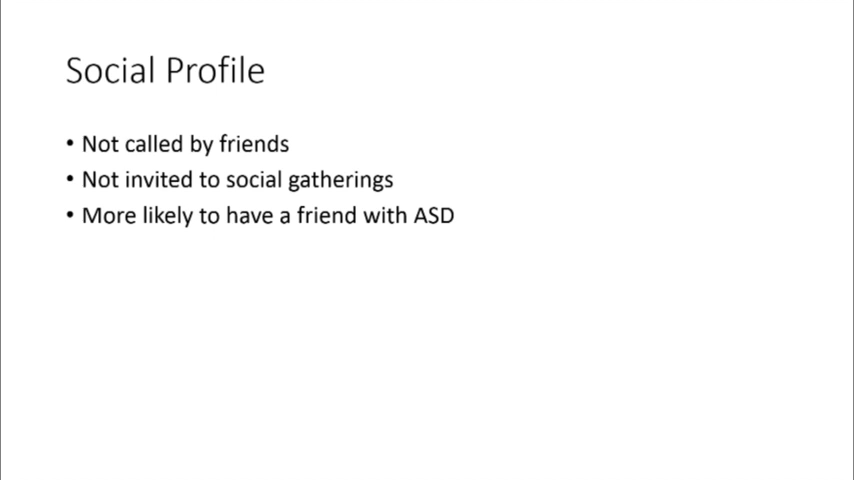 Social Profile
• Not called by friends
• Not invited to social gatherings
• More likely to have a friend with ASD